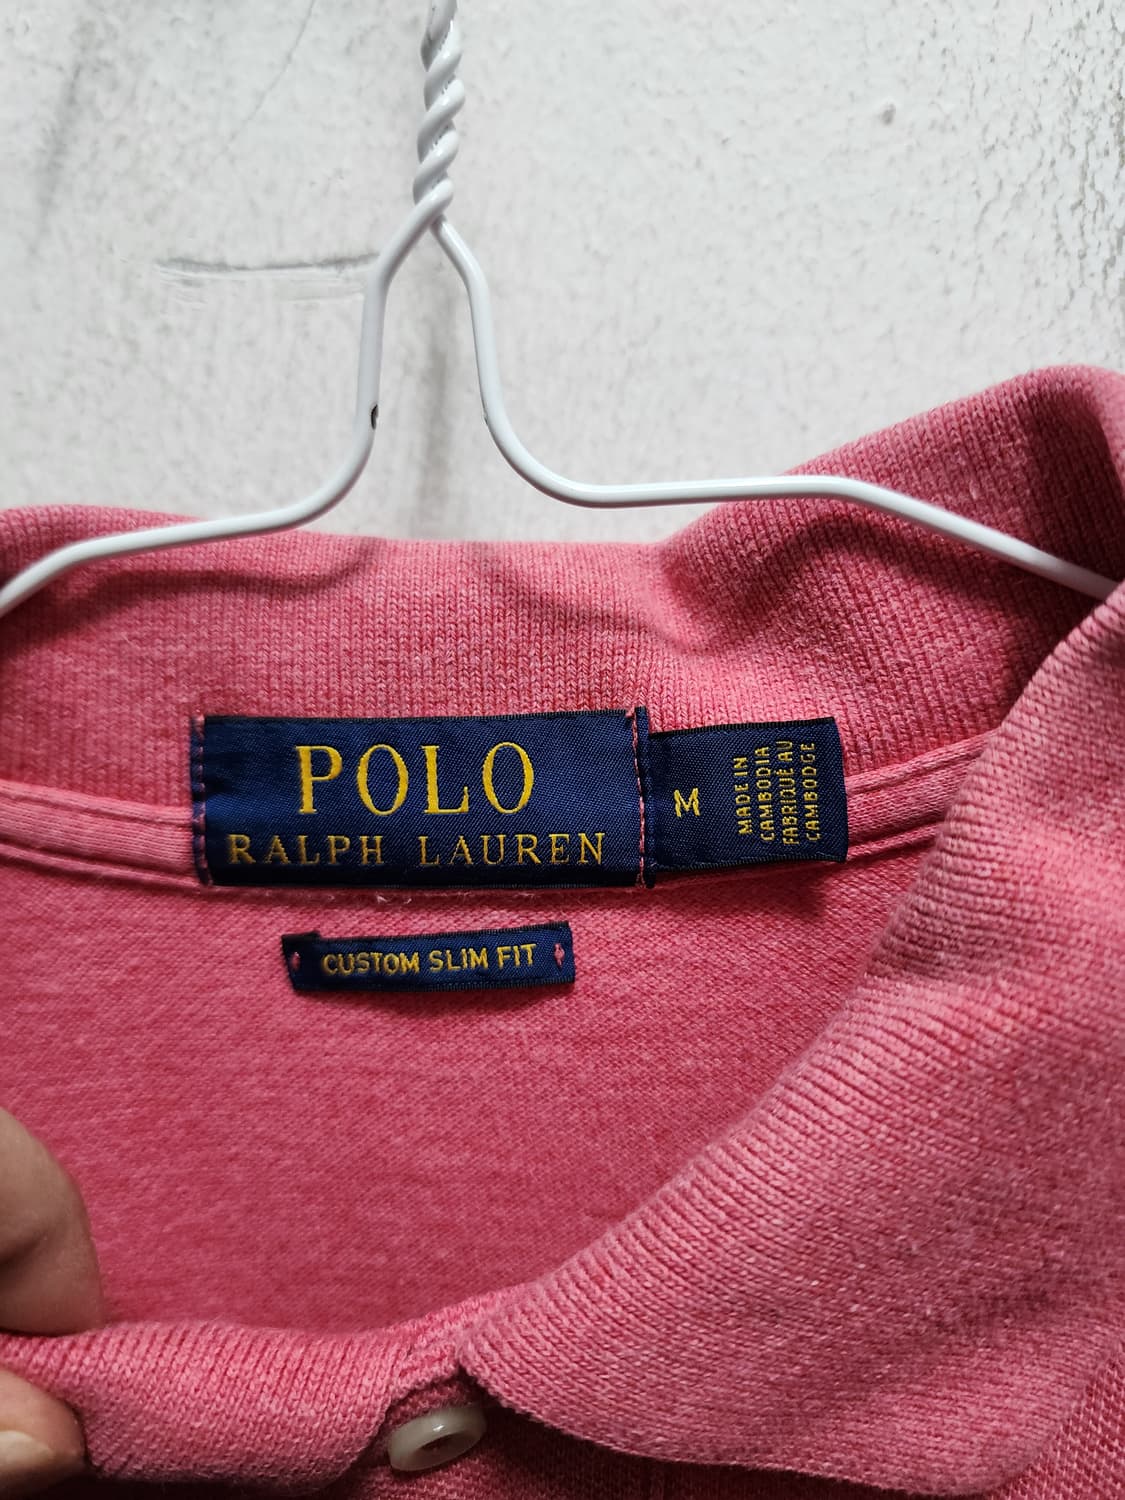 POLO
RALPH LAUREN
M
MADE IN
CAMBODIA
FABRIQUÉ AU
CAMBODGE
CUSTOM SLIM FIT